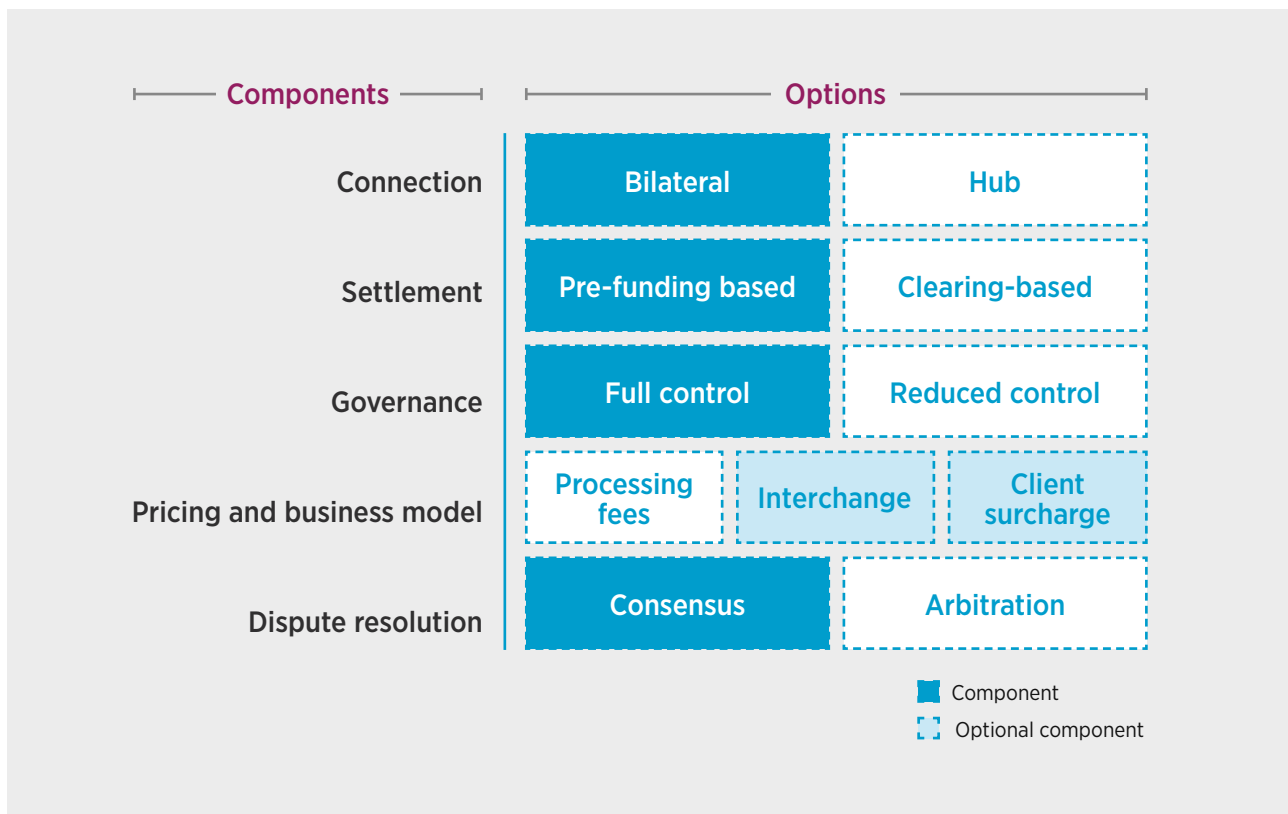 Components
Options
Connection
Bilateral
Hub
Settlement
Pre-funding based
Clearing-based
Governance
Full control
Reduced control
Pricing and business model
Processing
fees
Interchange
Client
surcharge
Dispute resolution
Consensus
Arbitration
Component
Optional component